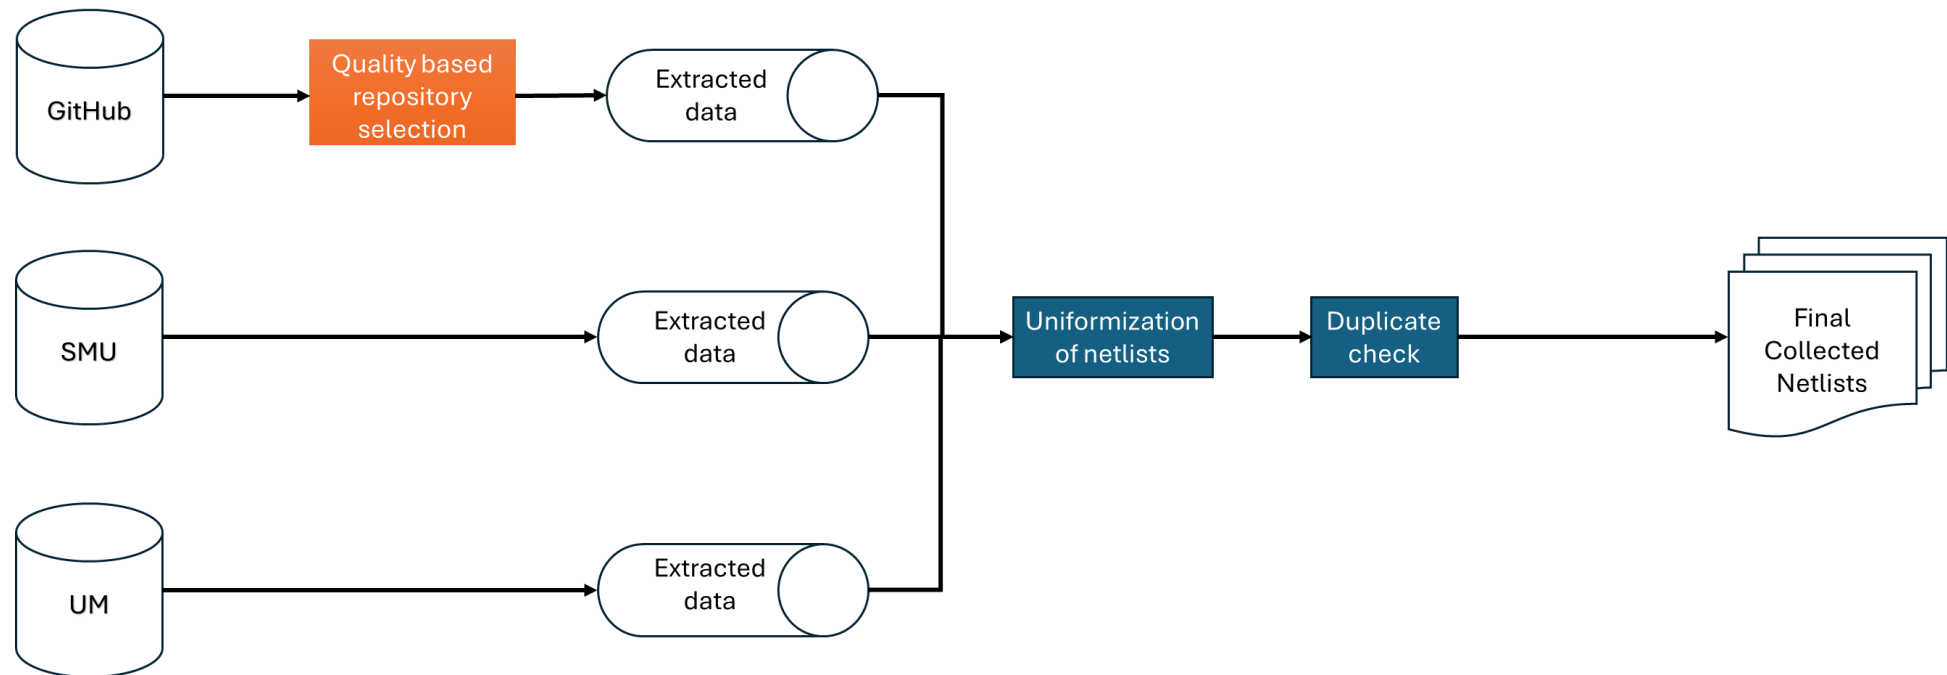 GitHub
Quality based
repository
selection
Extracted
data
SMU
Extracted
data
Uniformization
of netlists
Duplicate
check
Final
Collected
Netlists
UM
Extracted
data